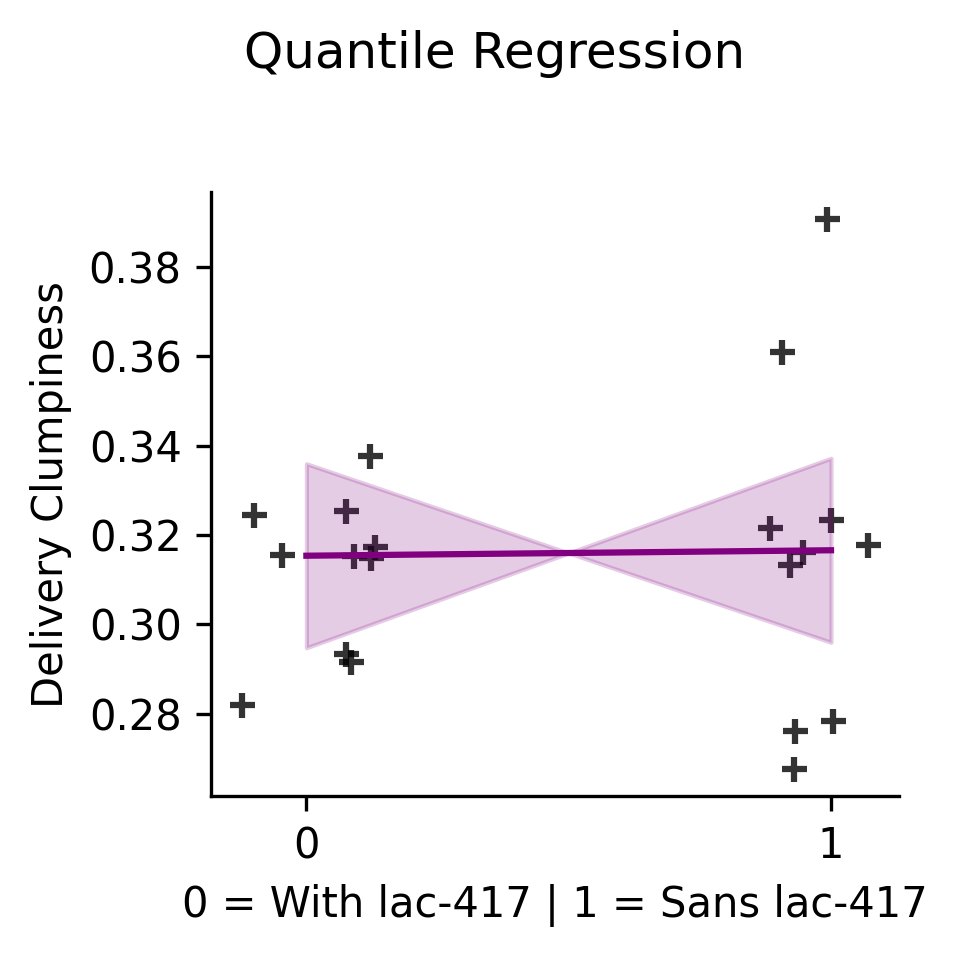 Quantile Regression
Delivery Clumpiness
0.38
0.36
0.34
0.32
0.30
0.28
0
1
0 = With lac-417 | 1 = Sans lac-417